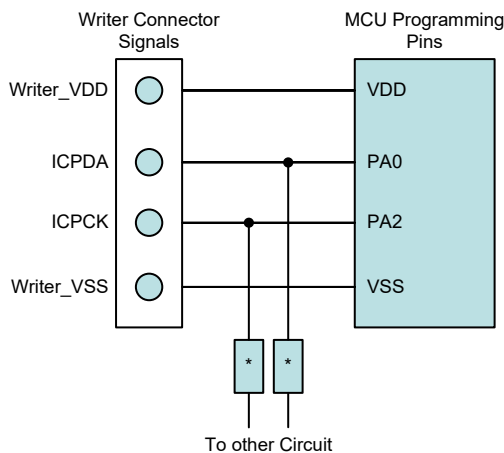 Writer Connector
Signals
MCU Programming
Pins
Writer_VDD
VDD
ICPDA
PA0
ICPCK
PA2
Writer_VSS
VSS
* *
To other Circuit